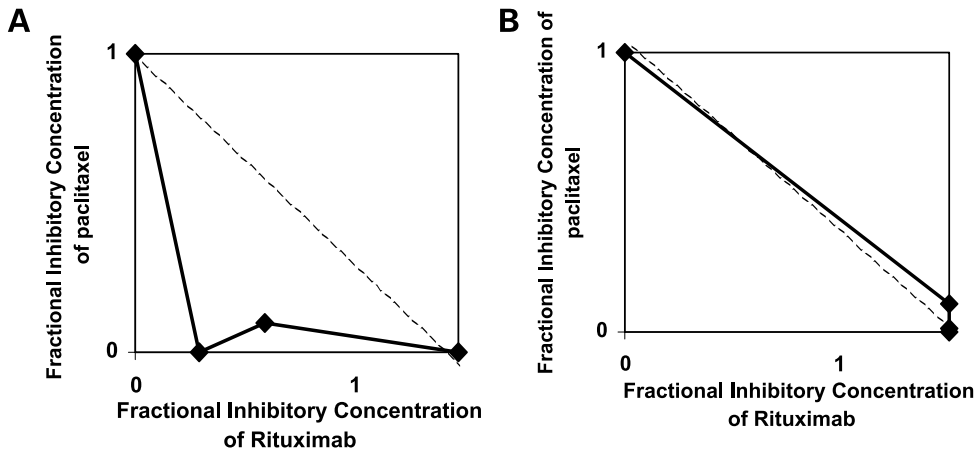 A
Fractional Inhibitory Concentration
of paclitaxel
1
0
0
1
Fractional Inhibitory Concentration
of Rituximab
B
Fractional Inhibitory Concentration of
paclitaxel
1
0
0
1
Fractional Inhibitory Concentration
of Rituximab